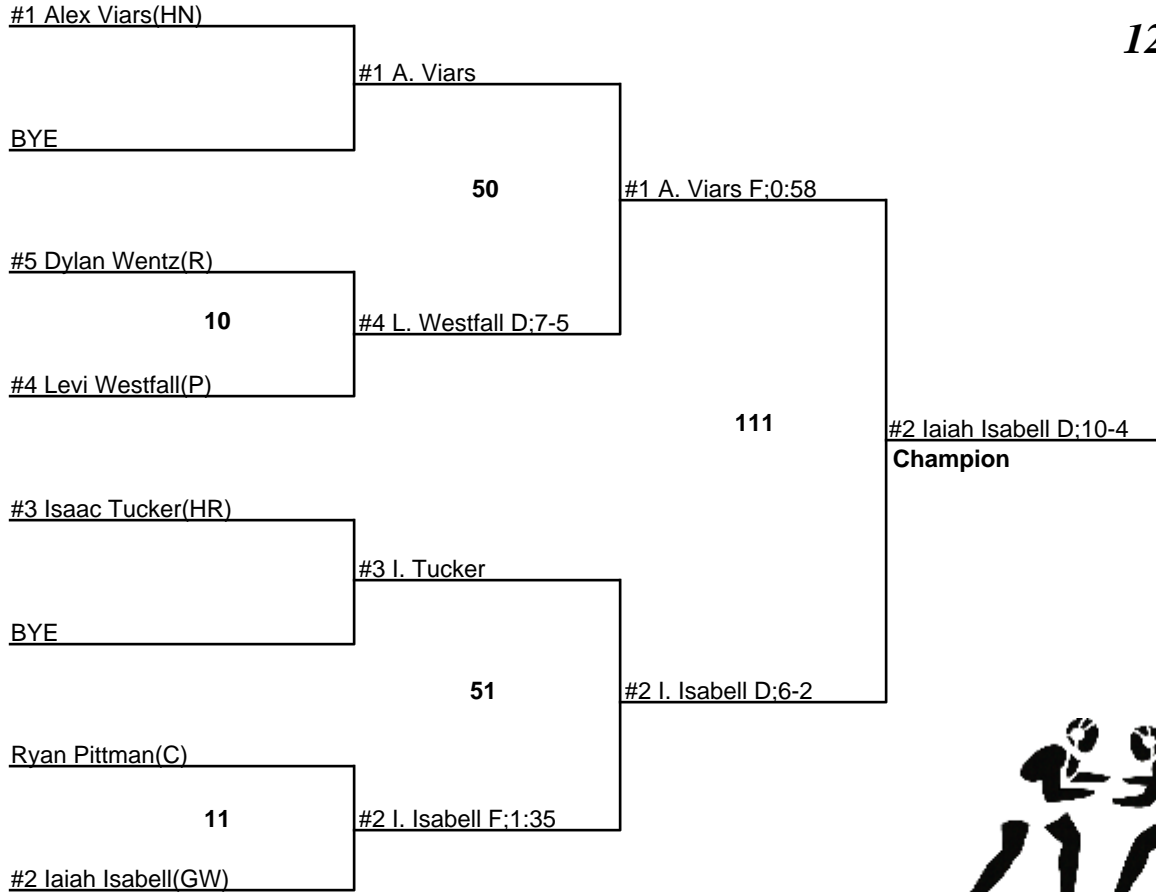 #1 Alex Viars(HN)
12
#1 A. Viars
BYE
50
#1 A. Viars F;0:58
#5 Dylan Wentz(R)
10
#4 L. Westfall D;7-5
#4 Levi Westfall(P)
111
#2 Iaiah Isabell D;10-4
Champion
#3 Isaac Tucker(HR)
#3 I. Tucker
BYE
51
#2 I. Isabell D;6-2
Ryan Pittman(C)
11
#2 I. Isabell F;1:35
#2 Iaiah Isabell(GW)